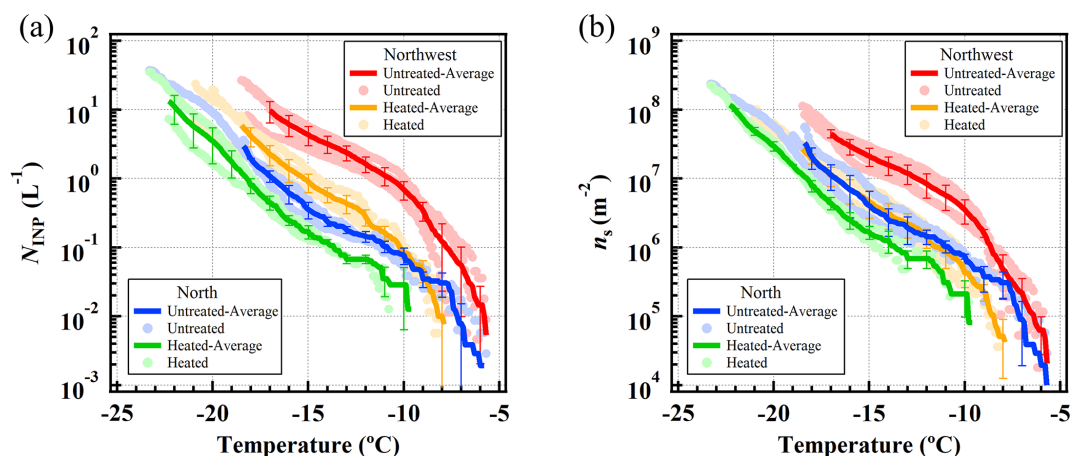 (a)
10²
10¹
10⁰
10⁻¹
10⁻²
10⁻³
N_INP (L⁻¹)
Northwest
Untreated-Average
Untreated
Heated-Average
Heated
North
Untreated-Average
Untreated
Heated-Average
Heated
-25 -20 -15 -10 -5
Temperature (ºC)
(b)
10⁹
10⁸
10⁷
10⁶
10⁵
10⁴
n_s (m⁻²)
Northwest
Untreated-Average
Untreated
Heated-Average
Heated
North
Untreated-Average
Untreated
Heated-Average
Heated
-25 -20 -15 -10 -5
Temperature (ºC)